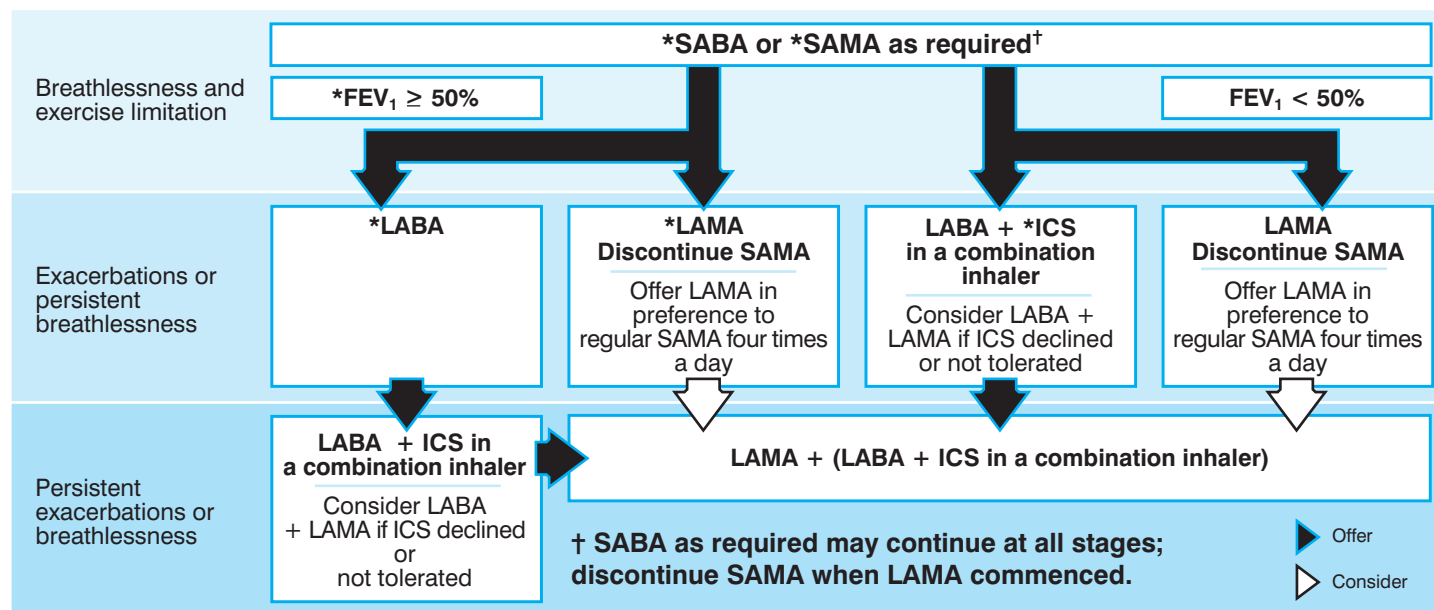 *SABA or *SAMA as required†
Breathlessness and
exercise limitation
*FEV₁ ≥ 50%
FEV₁ < 50%
Exacerbations or
persistent
breathlessness
*LABA
*LAMA
Discontinue SAMA
Offer LAMA in
preference to
regular SAMA four times
a day
LABA + *ICS
in a combination
inhaler
Consider LABA +
LAMA if ICS declined
or not tolerated
LAMA
Discontinue SAMA
Offer LAMA in
preference to
regular SAMA four times
a day
Persistent
exacerbations or
breathlessness
LABA + ICS in
a combination inhaler
Consider LABA
+ LAMA if ICS declined
or
not tolerated
LAMA + (LABA + ICS in a combination inhaler)
† SABA as required may continue at all stages;
discontinue SAMA when LAMA commenced.
Offer
Consider